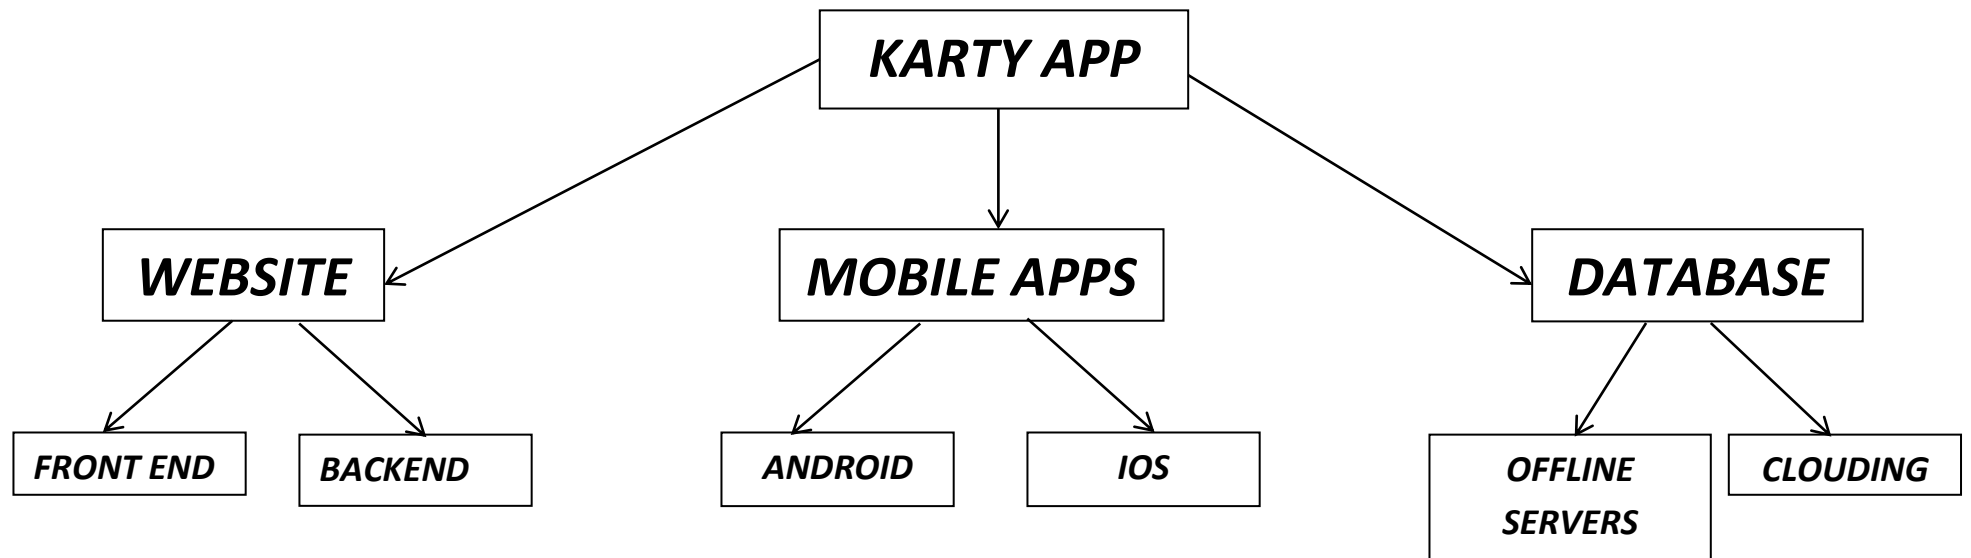 KARTY APP
WEBSITE
MOBILE APPS
DATABASE
FRONT END
BACKEND
ANDROID
IOS
OFFLINE
SERVERS
CLOUDING